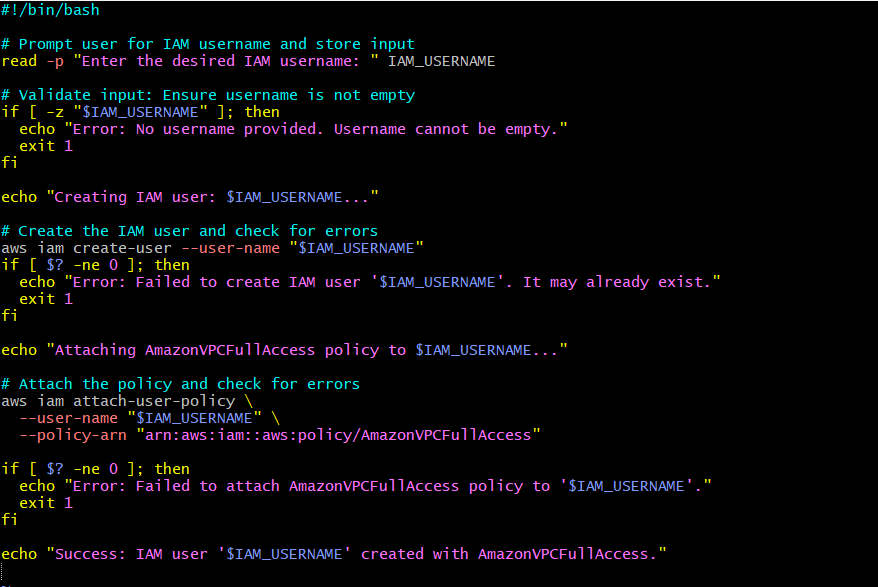 #!/bin/bash

# Prompt user for IAM username and store input
read -p "Enter the desired IAM username: " IAM_USERNAME

# Validate input: Ensure username is not empty
if [ -z "$IAM_USERNAME" ]; then
  echo "Error: No username provided. Username cannot be empty."
  exit 1
fi

echo "Creating IAM user: $IAM_USERNAME..."

# Create the IAM user and check for errors
aws iam create-user --user-name "$IAM_USERNAME"
if [ $? -ne 0 ]; then
  echo "Error: Failed to create IAM user '$IAM_USERNAME'. It may already exist."
  exit 1
fi

echo "Attaching AmazonVPCFullAccess policy to $IAM_USERNAME..."

# Attach the policy and check for errors
aws iam attach-user-policy \
  --user-name "$IAM_USERNAME" \
  --policy-arn "arn:aws:iam::aws:policy/AmazonVPCFullAccess"

if [ $? -ne 0 ]; then
  echo "Error: Failed to attach AmazonVPCFullAccess policy to '$IAM_USERNAME'."
  exit 1
fi

echo "Success: IAM user '$IAM_USERNAME' created with AmazonVPCFullAccess."